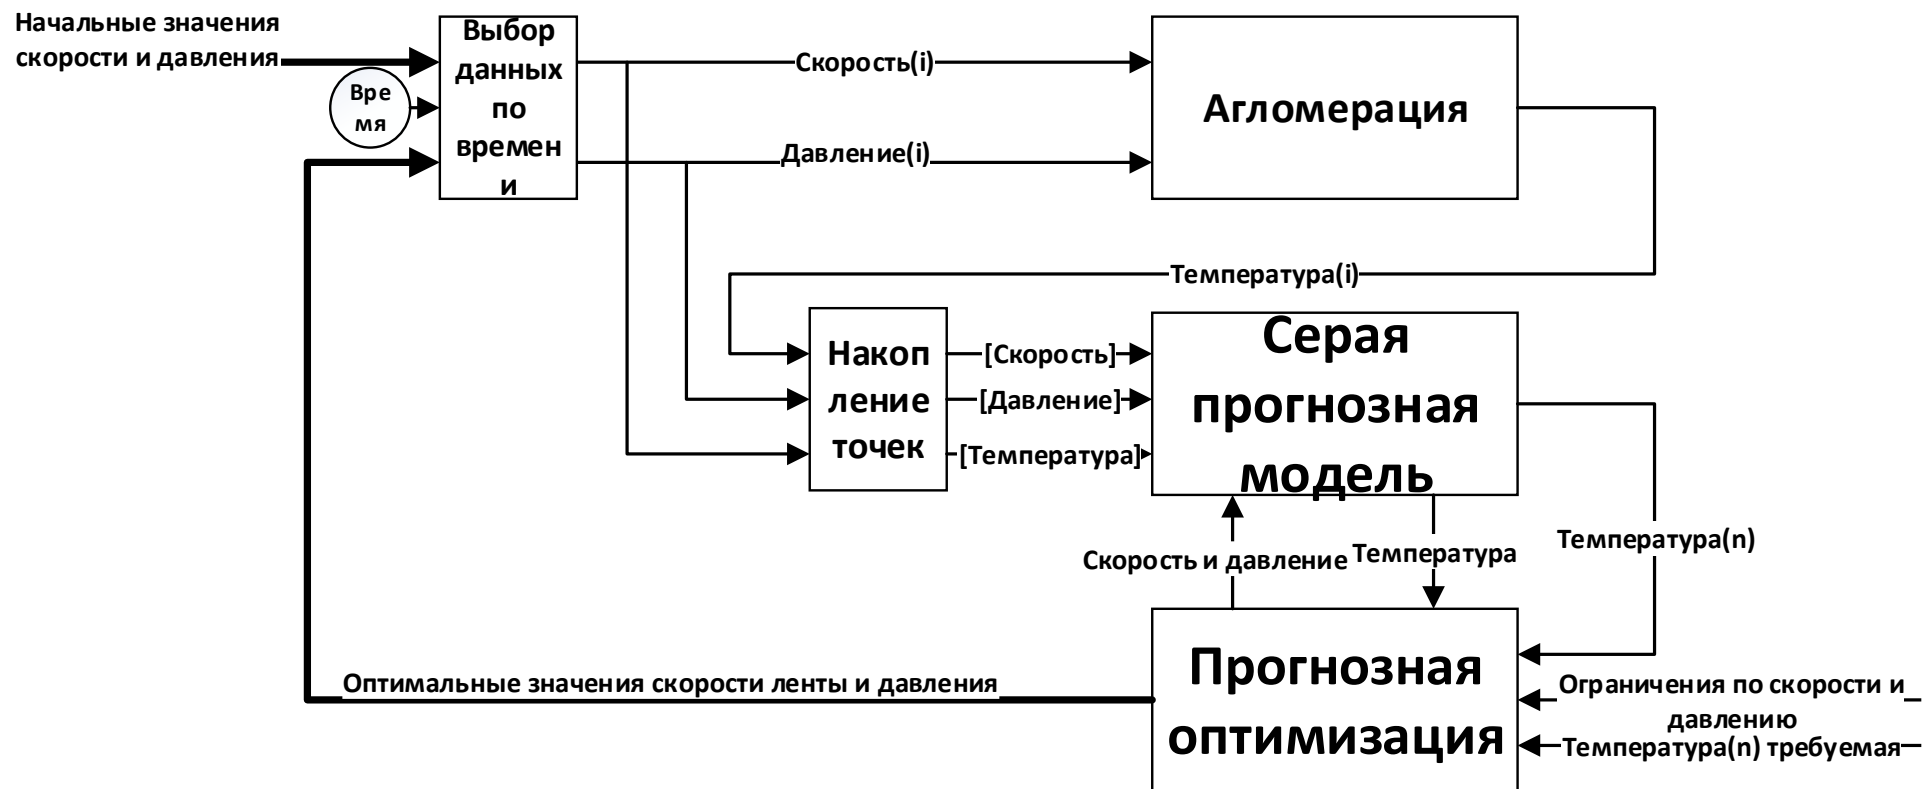 Начальные значения
скорости и давления
Вре
мя
Выбор
данных
по
времен
и
Скорость(i)
Давление(i)
Агломерация
Температура(i)
Накоп
ление
точек
[Скорость]
[Давление]
[Температура]
Серая
прогнозная
модель
Скорость и давление
Температура
Температура(n)
Прогнозная
оптимизация
Оптимальные значения скорости ленты и давления
Ограничения по скорости и
давлению
Температура(n) требуемая